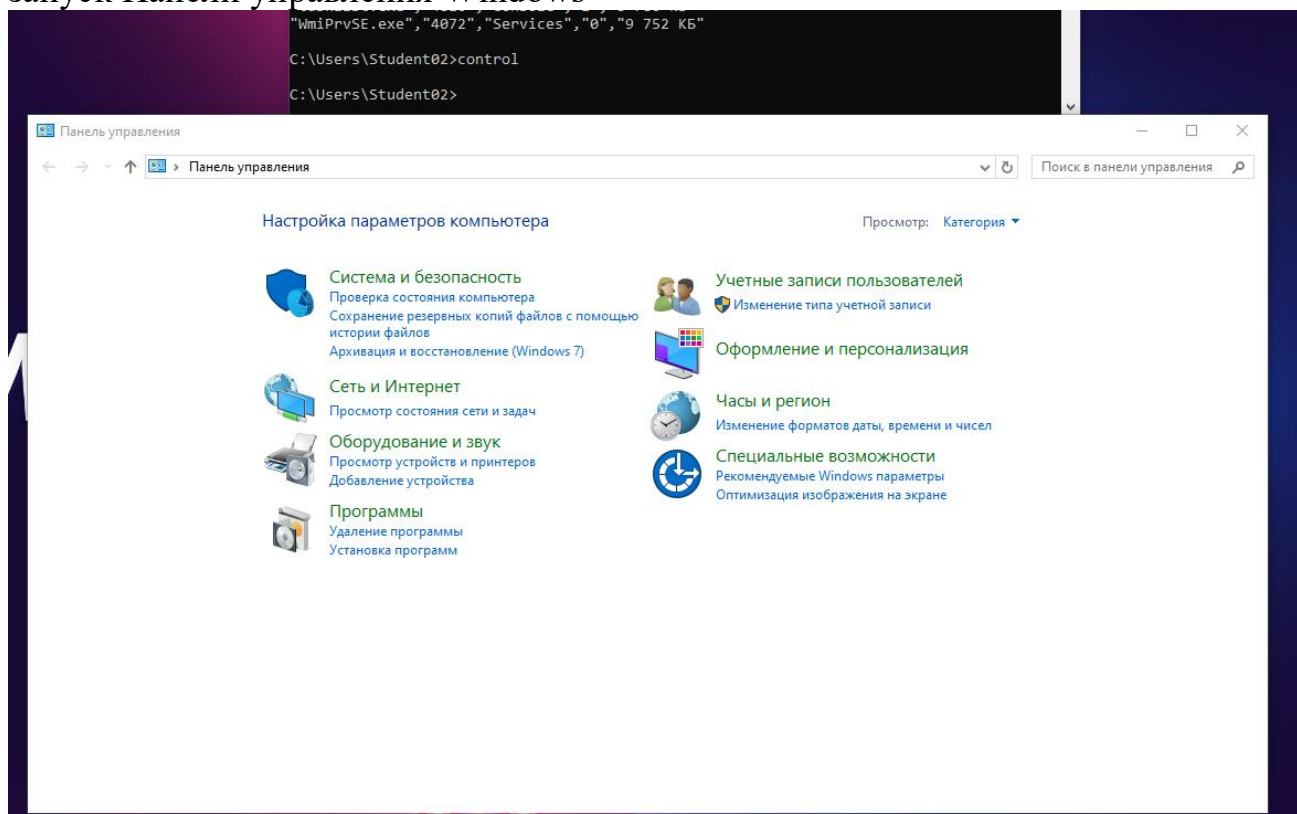 Панели управления Windows
"WmiPrvSE.exe","4072","Services","0","9 752 КБ"
C:\Users\Student02>control
C:\Users\Student02>
Панель управления
Панель управления
Поиск в панели управления
Настройка параметров компьютера
Просмотр: Категория
Система и безопасность
Проверка состояния компьютера
Сохранение резервных копий файлов с помощью
истории файлов
Архивация и восстановление (Windows 7)
Сеть и Интернет
Просмотр состояния сети и задач
Оборудование и звук
Просмотр устройств и принтеров
Добавление устройства
Программы
Удаление программы
Установка программ
Учетные записи пользователей
Изменение типа учетной записи
Оформление и персонализация
Часы и регион
Изменение форматов даты, времени и чисел
Специальные возможности
Рекомендуемые Windows параметры
Оптимизация изображения на экране